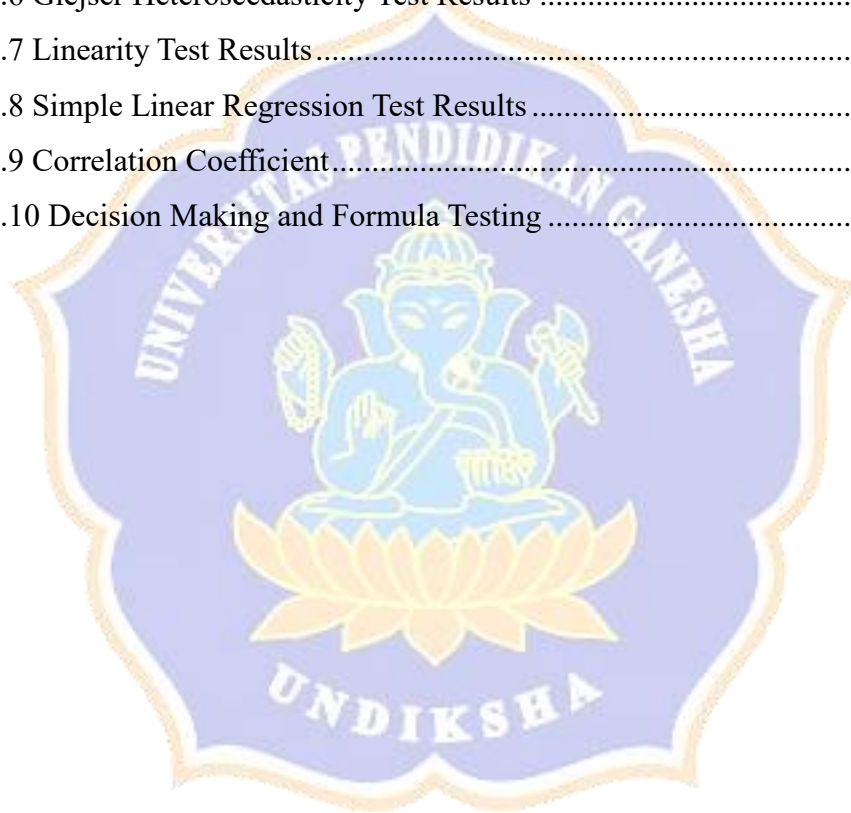 .6 Glejser Heteroscedasticity Test Results ..............................
.7 Linearity Test Results ..............................................................
.8 Simple Linear Regression Test Results ..................................
.9 Correlation Coefficient ............................................................
.10 Decision Making and Formula Testing ................................
UNIVERSITAS PENDIDIKAN GANESHA
UNDIKSHA